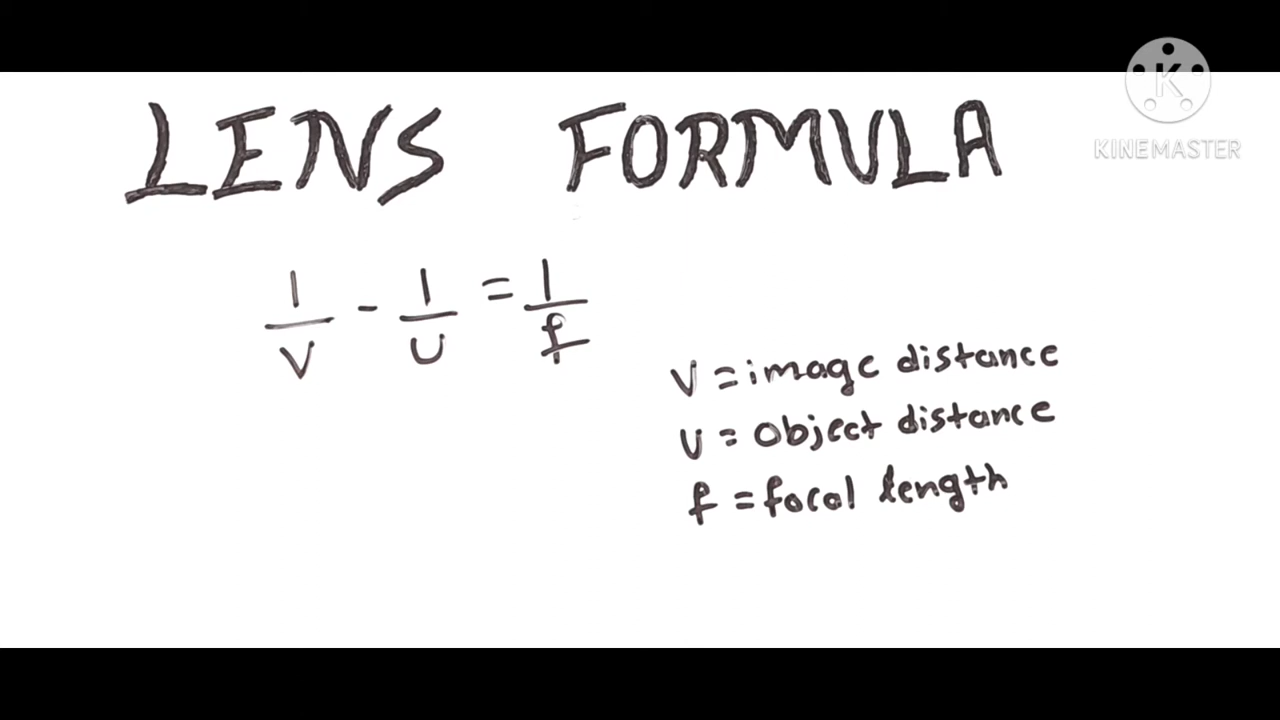 LENS FORMULA
KINEMASTER
1/v - 1/u = 1/f
v = image distance
u = object distance
f = focal length